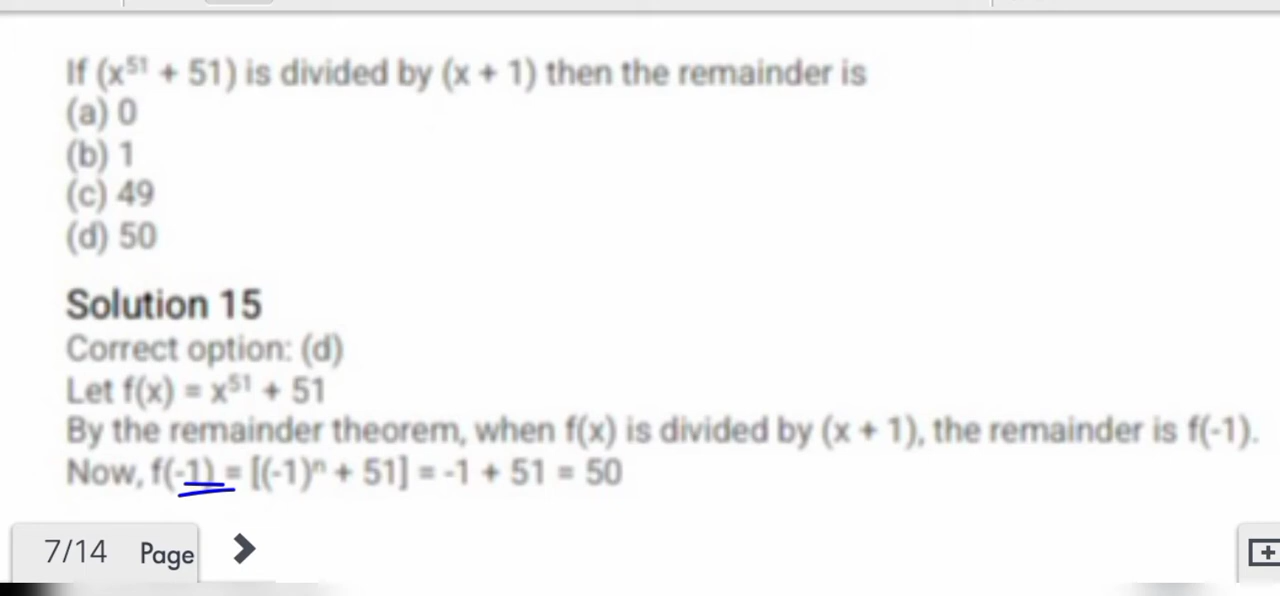 If (x⁵¹ + 51) is divided by (x + 1) then the remainder is
(a) 0
(b) 1
(c) 49
(d) 50
Solution 15
Correct option: (d)
Let f(x) = x⁵¹ + 51
By the remainder theorem, when f(x) is divided by (x + 1), the remainder is f(-1).
Now, f(-1) = [(-1)ⁿ + 51] = -1 + 51 = 50
7/14 Page